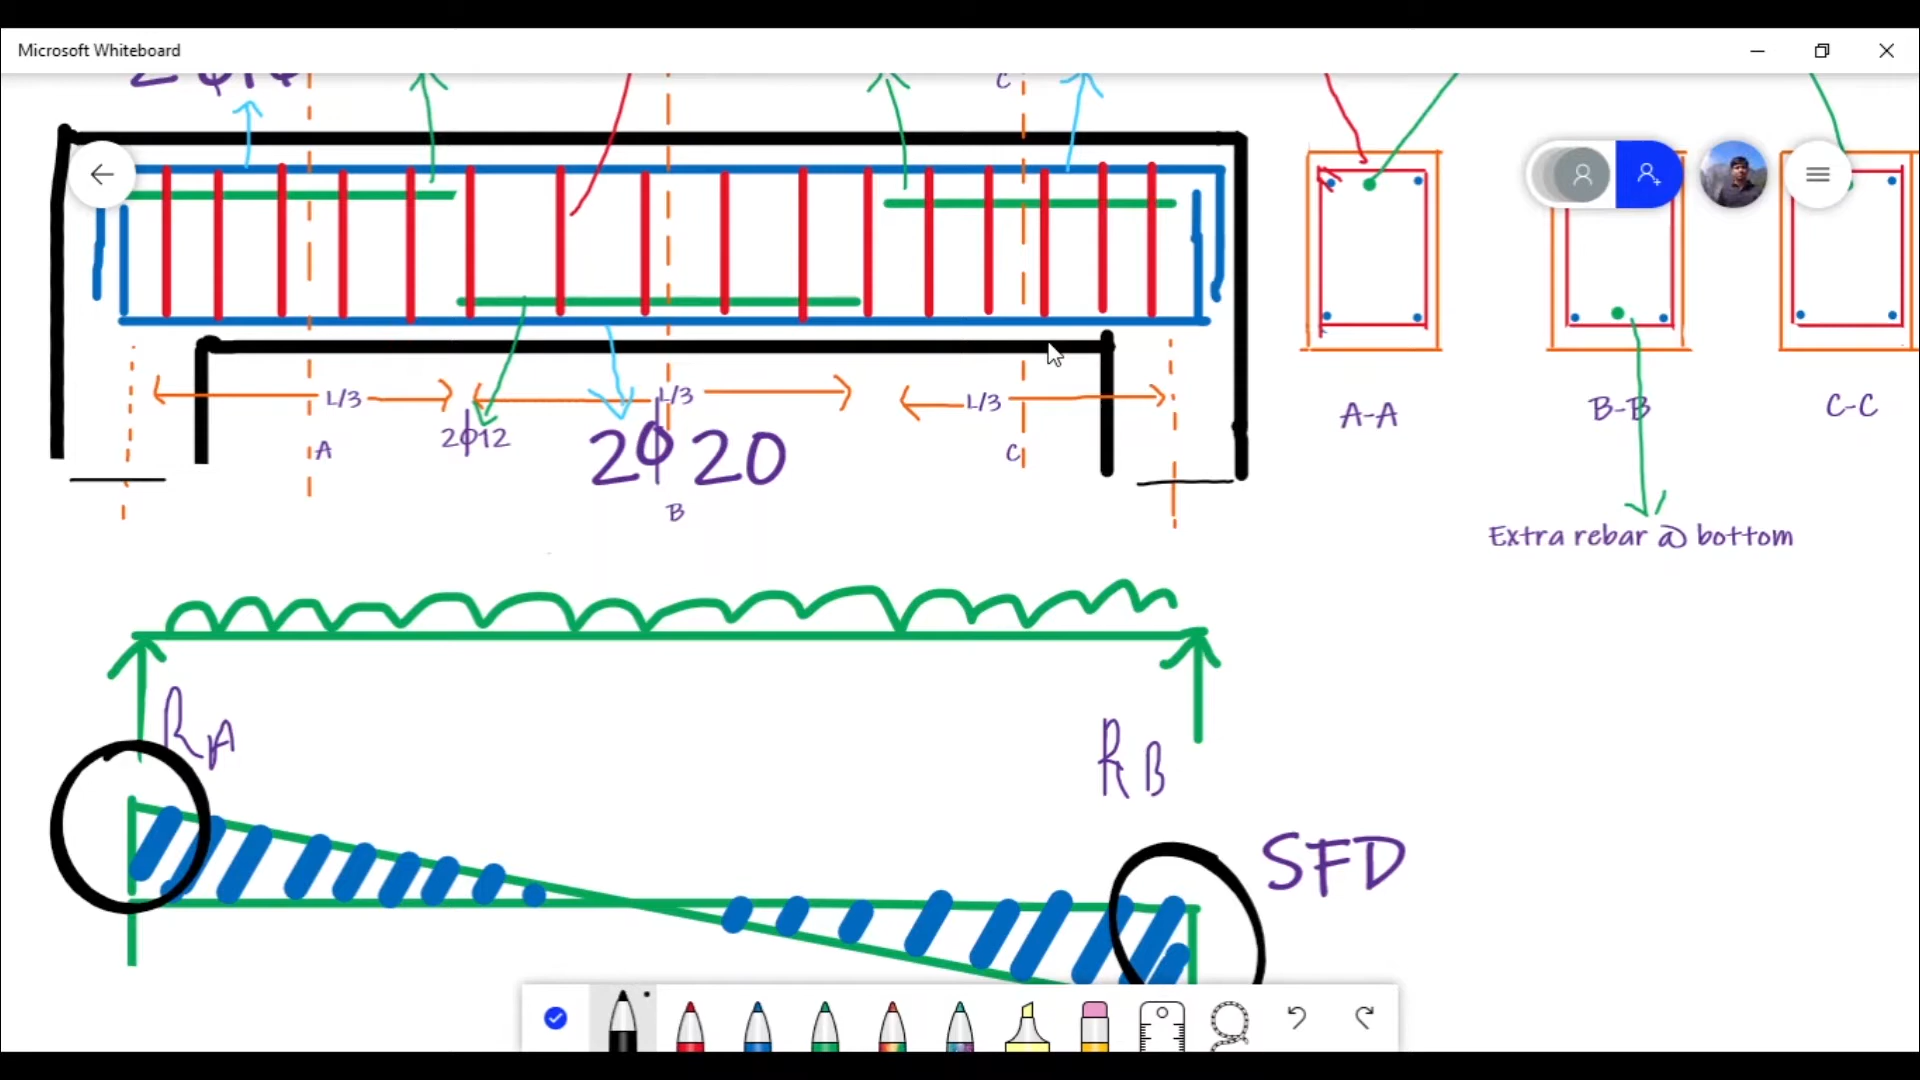 Microsoft Whiteboard
C
L/3
L/3
L/3
A
2ϕ12
2ϕ20
C
B
A-A
B-B
C-C
Extra rebar @ bottom
RA
RB
SFD